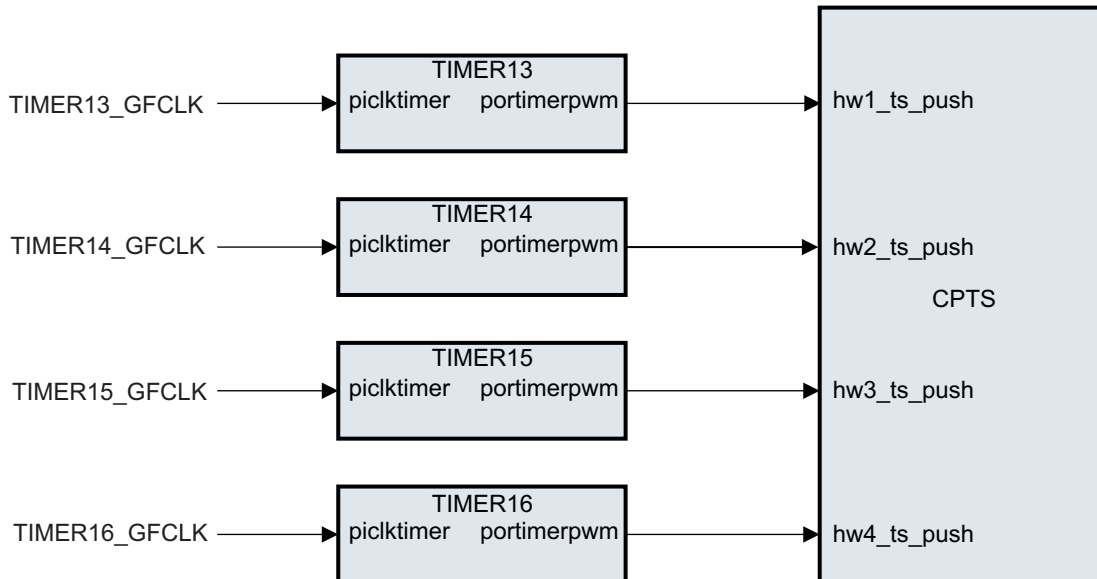 TIMER13
TIMER13_GFCLK piclktimer portimerpwm hw1_ts_push
TIMER14
TIMER14_GFCLK piclktimer portimerpwm hw2_ts_push
CPTS
TIMER15
TIMER15_GFCLK piclktimer portimerpwm hw3_ts_push
TIMER16
TIMER16_GFCLK piclktimer portimerpwm hw4_ts_push